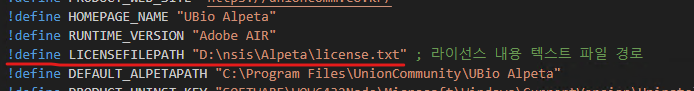 !define HOMEPAGE_NAME "UBio Alpeta"
!define RUNTIME_VERSION "Adobe AIR"
!define LICENSEFILEPATH "D:\nsis\Alpeta\license.txt" ; 라이선스 내용 텍스트 파일 경로
!define DEFAULT_ALPETAPATH "C:\Program Files\UnionCommunity\UBio Alpeta"